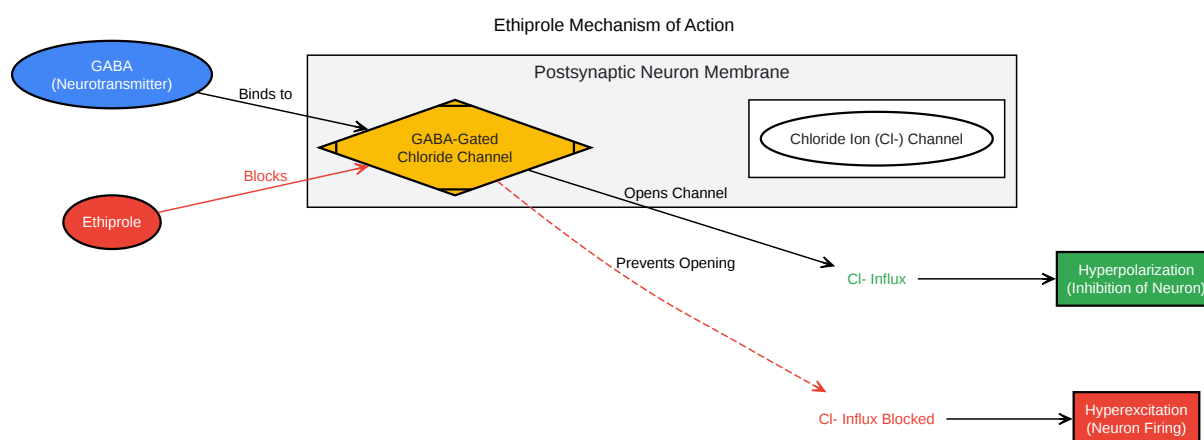 Ethiprole Mechanism of Action
GABA
(Neurotransmitter)
Postsynaptic Neuron Membrane
Binds to
GABA-Gated
Chloride Channel
Chloride Ion (Cl-) Channel
Blocks
Ethiprole
Opens Channel
Prevents Opening
Cl- Influx
Hyperpolarization
(Inhibition of Neuron)
Cl- Influx Blocked
Hyperexcitation
(Neuron Firing)